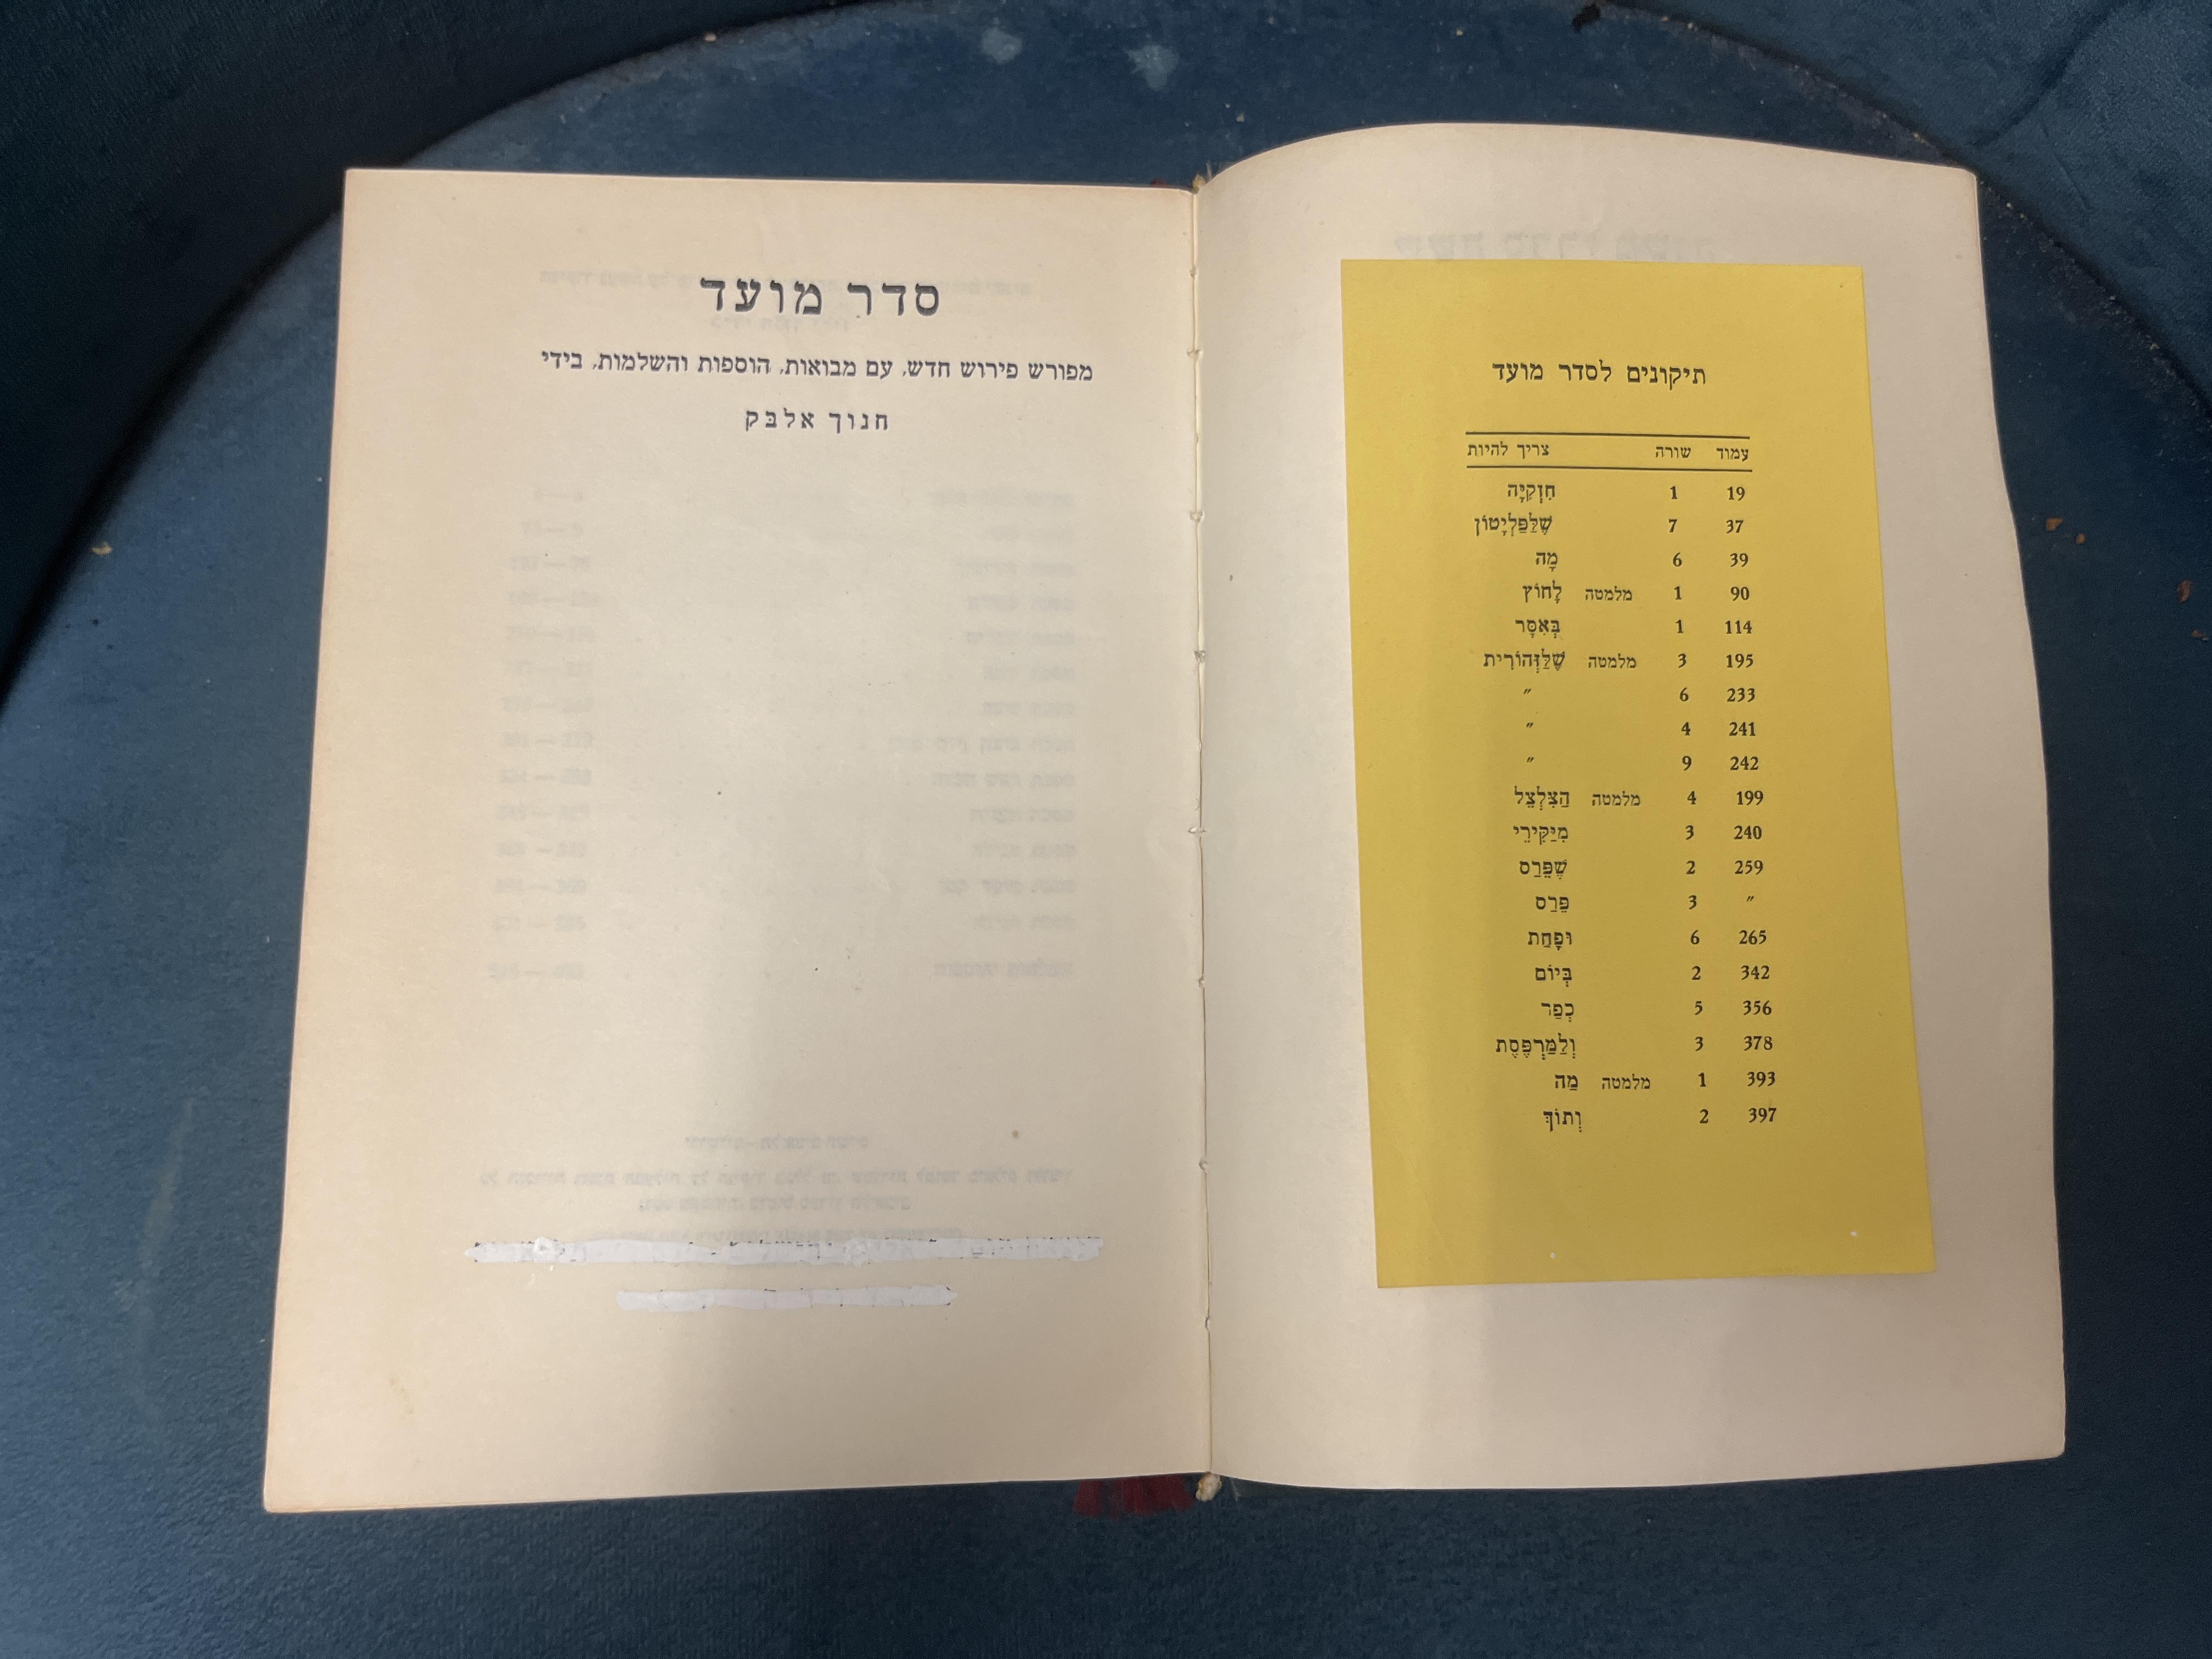 תיקונים לסדר מועד
עמוד שורה צריך להיות
19 1 חִזְקִיָּה
37 7 שֶׁלַּפְּלָיְטוֹן
39 6 מָה
90 1 מלמטה לָחוּץ
114 1 בְּאִסָּר
195 3 מלמטה שֶׁלַּזְּהוֹרִית
233 6 ״
241 4 ״
242 9 ״
199 4 מלמטה הַצִּלְצֵל
240 3 מִיַּקִּירֵי
259 2 שֶׁפֵּרַס
״ 3 פֵּרַס
265 6 וּפָחַת
342 2 בְּיוֹם
356 5 כְּפַר
378 3 וְלַמַּרְפֶּסֶת
393 1 מלמטה מַה
397 2 וְתוֹךְ
סדר מועד
מפורש פירוש חדש, עם מבואות, הוספות והשלמות, בידי
חנוך אלבק